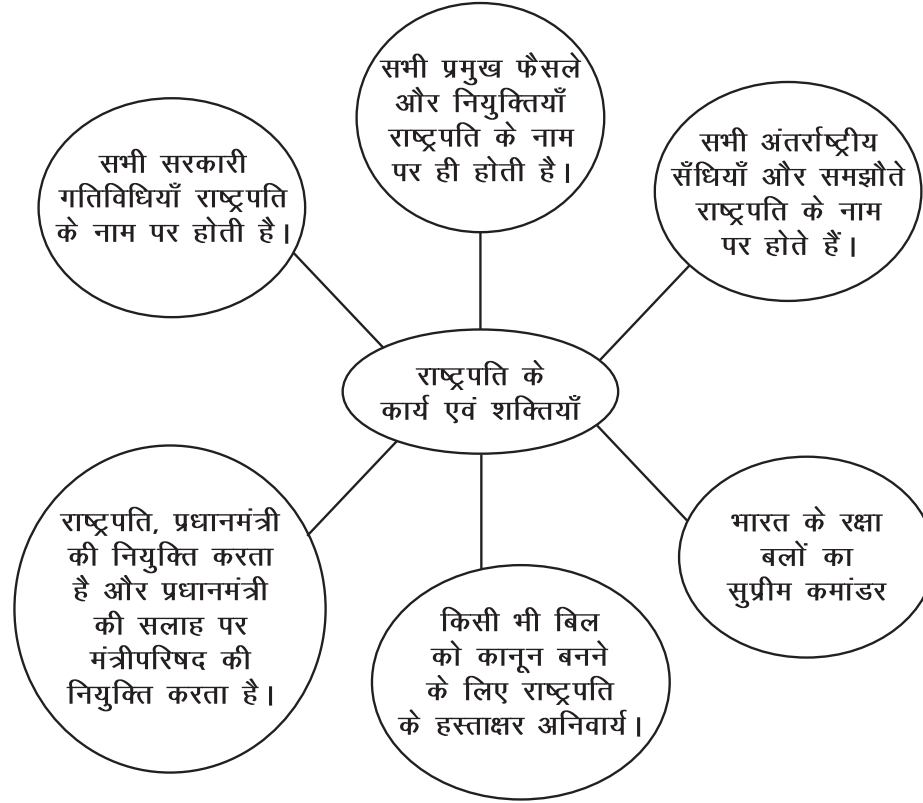 सभी प्रमुख फैसले
और नियुक्तियाँ
राष्ट्रपति के नाम
पर ही होती है।
सभी सरकारी
गतिविधियाँ राष्ट्रपति
के नाम पर होती है।
सभी अंतर्राष्ट्रीय
सँधियाँ और समझौते
राष्ट्रपति के नाम
पर होते हैं।
राष्ट्रपति के
कार्य एवं शक्तियाँ
राष्ट्रपति, प्रधानमंत्री
की नियुक्ति करता
है और प्रधानमंत्री
की सलाह पर
मंत्रीपरिषद की
नियुक्ति करता है।
किसी भी बिल
को कानून बनने
के लिए राष्ट्रपति
के हस्ताक्षर अनिवार्य।
भारत के रक्षा
बलों का
सुप्रीम कमांडर